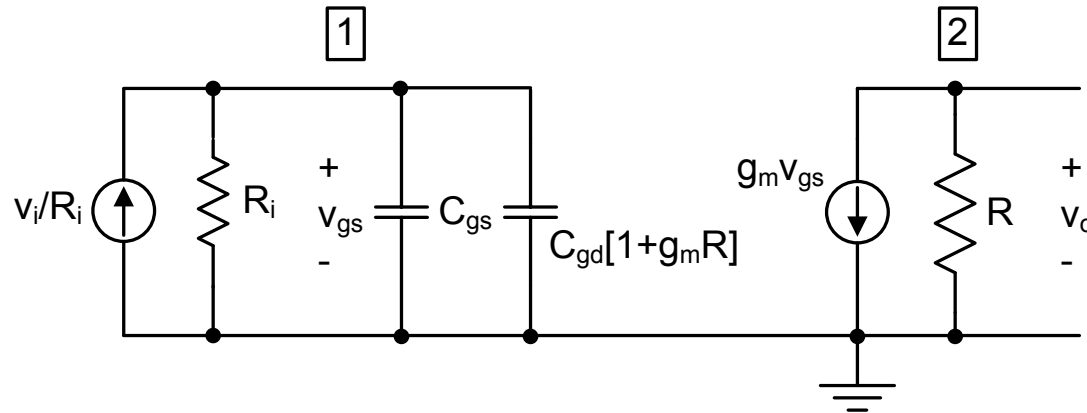 1
2
v_i/R_i
R_i
+
v_gs
-
C_gs
C_gd[1+g_mR]
g_mv_gs
R
+
-